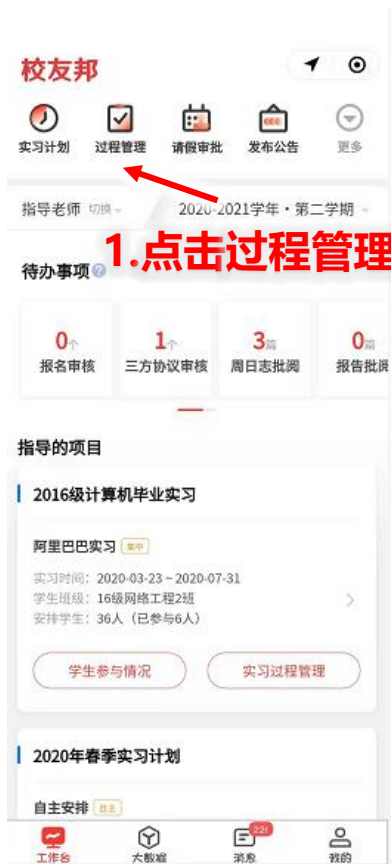 校友邦
实习计划 过程管理 请假审批 发布公告 更多
指导老师 切换 2020-2021学年·第二学期
1.点击过程管理
待办事项
0个 1个 3篇 0篇
报名审核 三方协议审核 周日志批阅 报告批阅
指导的项目
2016级计算机毕业实习
阿里巴巴实习 集中
实习时间：2020-03-23 ~ 2020-07-31
学生班级：16级网络工程2班
安排学生：36人（已参与6人）
学生参与情况 实习过程管理
2020年春季实习计划
自主安排 自主
221
工作台 大数据 消息 我的